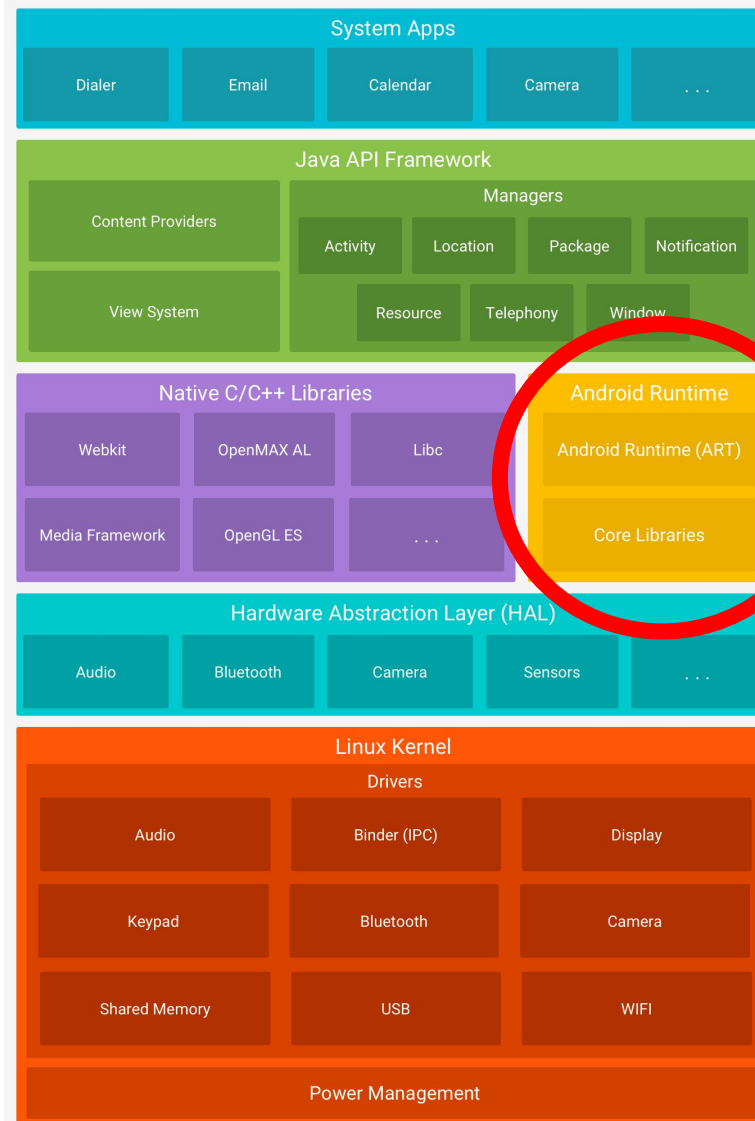 System Apps
Dialer Email Calendar Camera . . .
Java API Framework
Managers
Content Providers
Activity Location Package Notification
View System
Resource Telephony Window
Native C/C++ Libraries
Webkit OpenMAX AL Libc
Media Framework OpenGL ES . . .
Android Runtime
Android Runtime (ART)
Core Libraries
Hardware Abstraction Layer (HAL)
Audio Bluetooth Camera Sensors . . .
Linux Kernel
Drivers
Audio Binder (IPC) Display
Keypad Bluetooth Camera
Shared Memory USB WIFI
Power Management